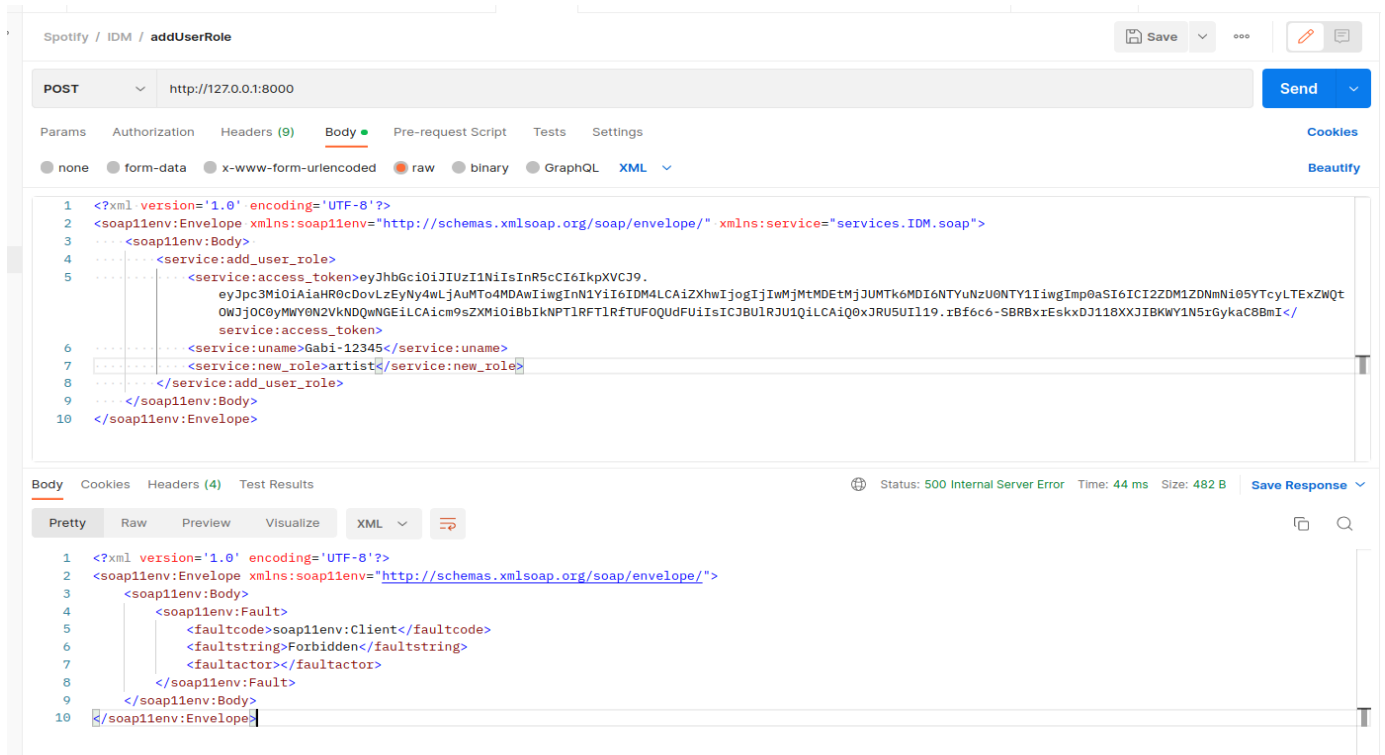 Spotify / IDM / addUserRole
Save
POST http://127.0.0.1:8000 Send
Params Authorization Headers (9) Body Pre-request Script Tests Settings Cookies
none form-data x-www-form-urlencoded raw binary GraphQL XML Beautify
1 <?xml version='1.0' encoding='UTF-8'?>
2 <soap11env:Envelope xmlns:soap11env="http://schemas.xmlsoap.org/soap/envelope/" xmlns:service="services.IDM.soap">
3 <soap11env:Body>
4 <service:add_user_role>
5 <service:access_token>eyJhbGciOiJIUzI1NiIsInR5cCI6IkpXVCJ9.
service:access_token>
6 <service:uname>Gabi-12345</service:uname>
7 <service:new_role>artist</service:new_role>
8 </service:add_user_role>
9 </soap11env:Body>
10 </soap11env:Envelope>
Body Cookies Headers (4) Test Results Status: 500 Internal Server Error Time: 44 ms Size: 482 B Save Response
Pretty Raw Preview Visualize XML
1 <?xml version='1.0' encoding='UTF-8'?>
2 <soap11env:Envelope xmlns:soap11env="http://schemas.xmlsoap.org/soap/envelope/">
3 <soap11env:Body>
4 <soap11env:Fault>
5 <faultcode>soap11env:Client</faultcode>
6 <faultstring>Forbidden</faultstring>
7 <faultactor></faultactor>
8 </soap11env:Fault>
9 </soap11env:Body>
10 </soap11env:Envelope>